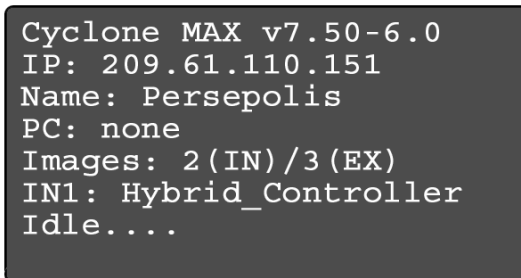 Cyclone MAX v7.50-6.0
IP: 209.61.110.151
Name: Persepolis
PC: none
Images: 2(IN)/3(EX)
IN1: Hybrid_Controller
Idle....